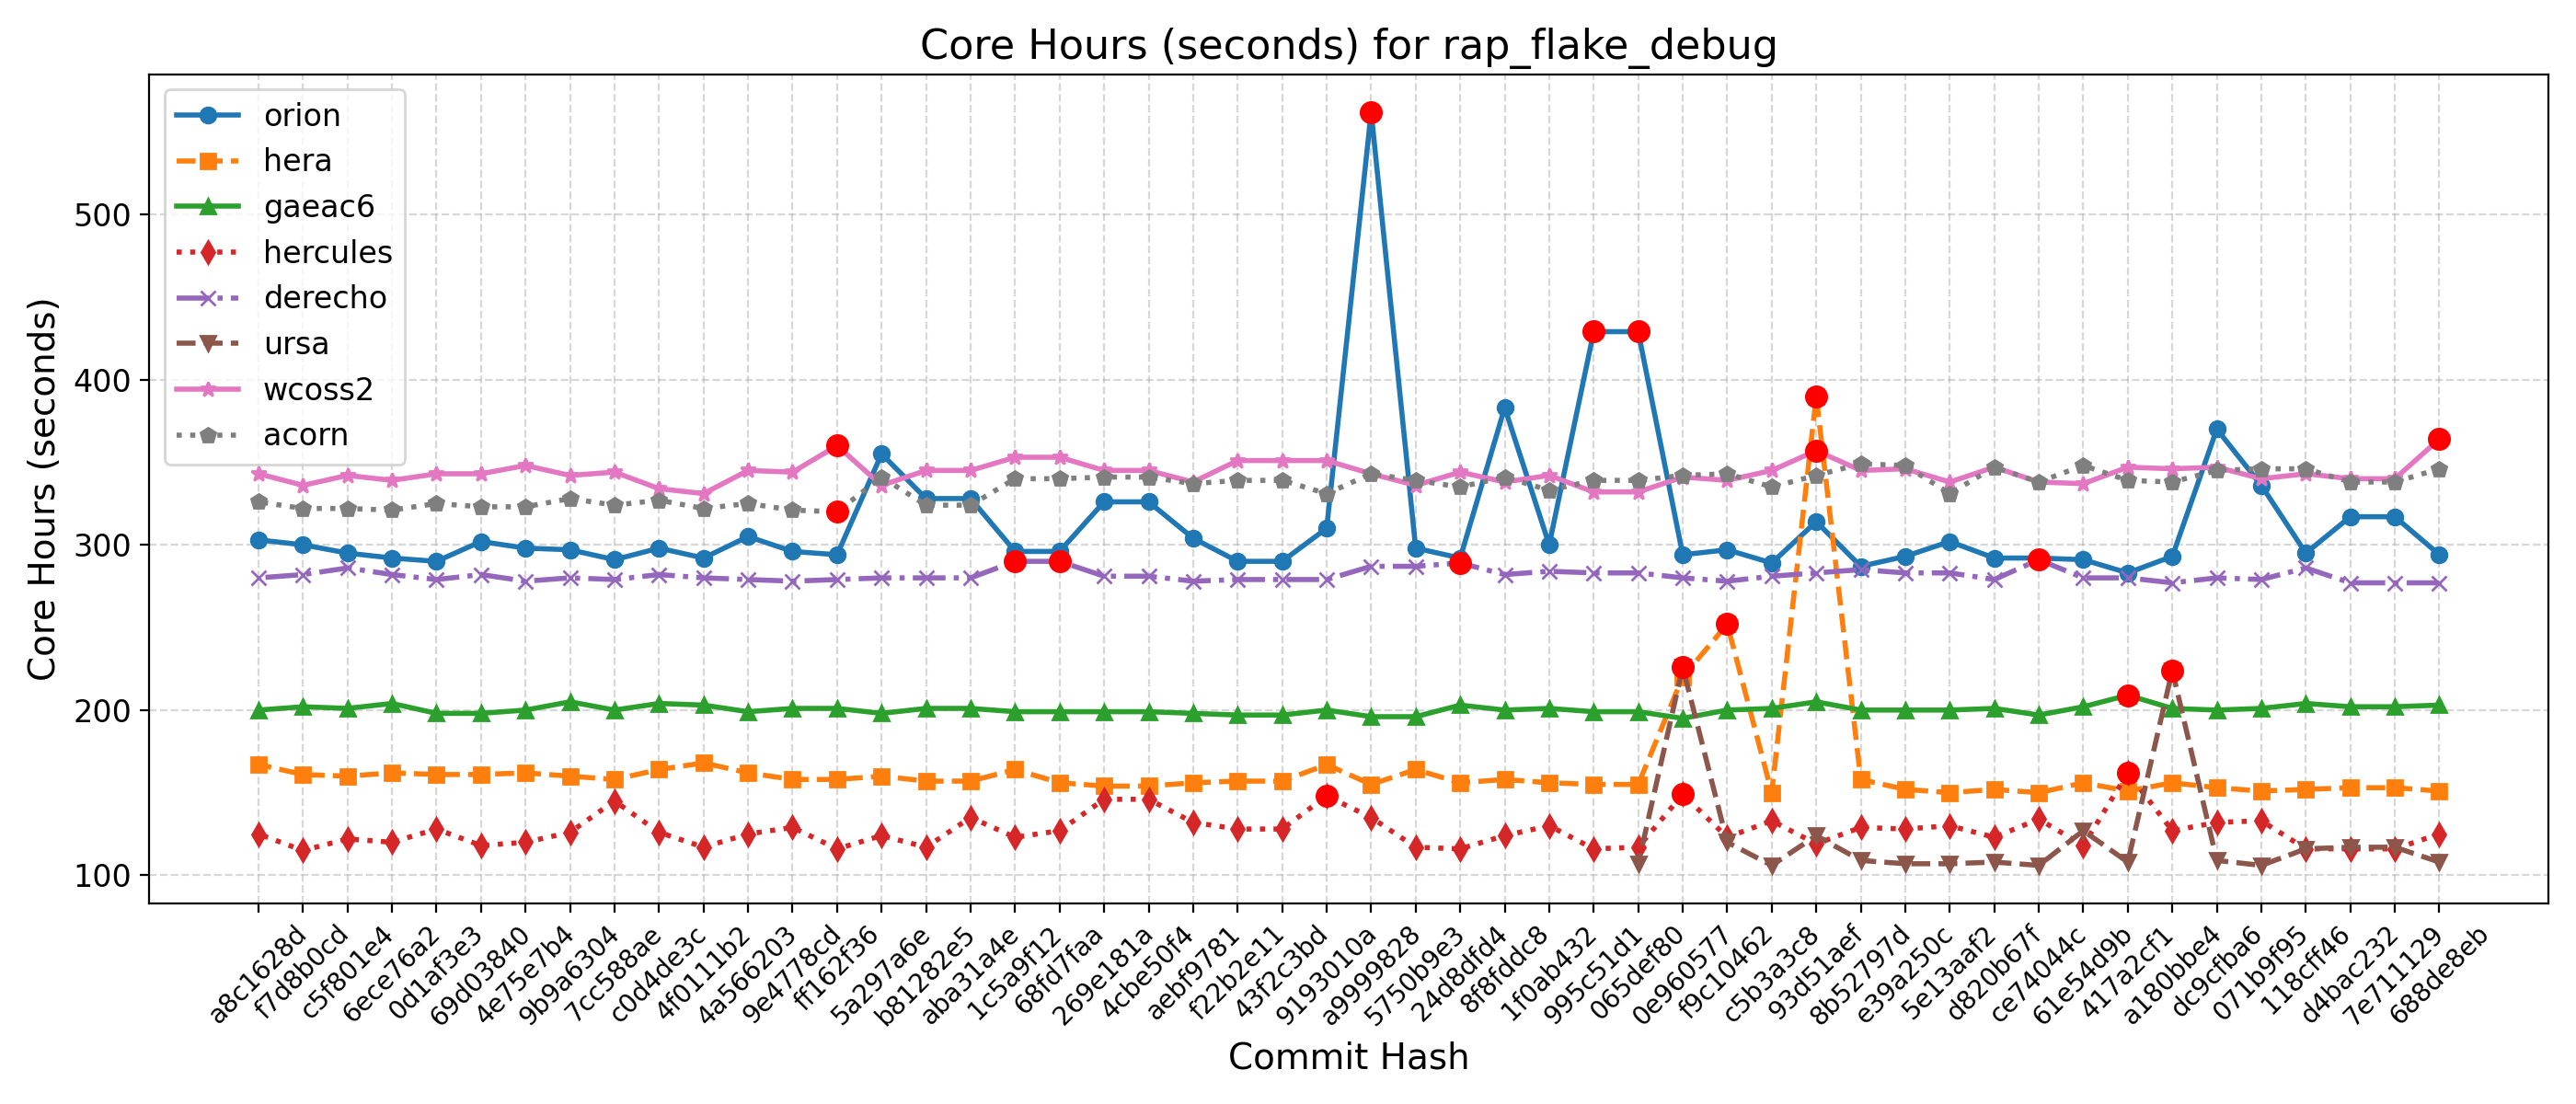 Core Hours (seconds) for rap_flake_debug
orion
hera
gaeac6
hercules
derecho
ursa
wcoss2
acorn
Core Hours (seconds)
500
400
300
200
100
a8c1628d
f7d8b0cd
c5f801e4
6ece76a2
0d1af3e3
69d03840
4e75e7b4
9b9a6304
7cc588ae
c0d4de3c
4f0111b2
4a566203
9e4778cd
ff162f36
5a297a6e
b81282e5
aba31a4e
1c5a9f12
68fd7faa
269e181a
4cbe50f4
aebf9781
f22b2e11
43f2c3bd
9193010a
a9999828
5750b9e3
24d8dfd4
8f8fddc8
1f0ab432
995c51d1
065def80
0e960577
f9c10462
c5b3a3c8
93d51aef
8b52797d
e39a250c
5e13aaf2
d820b67f
ce74044c
61e54d9b
417a2cf1
a180bbe4
dc9cfba6
071b9f95
118cff46
d4bac232
7e711129
688de8eb
Commit Hash